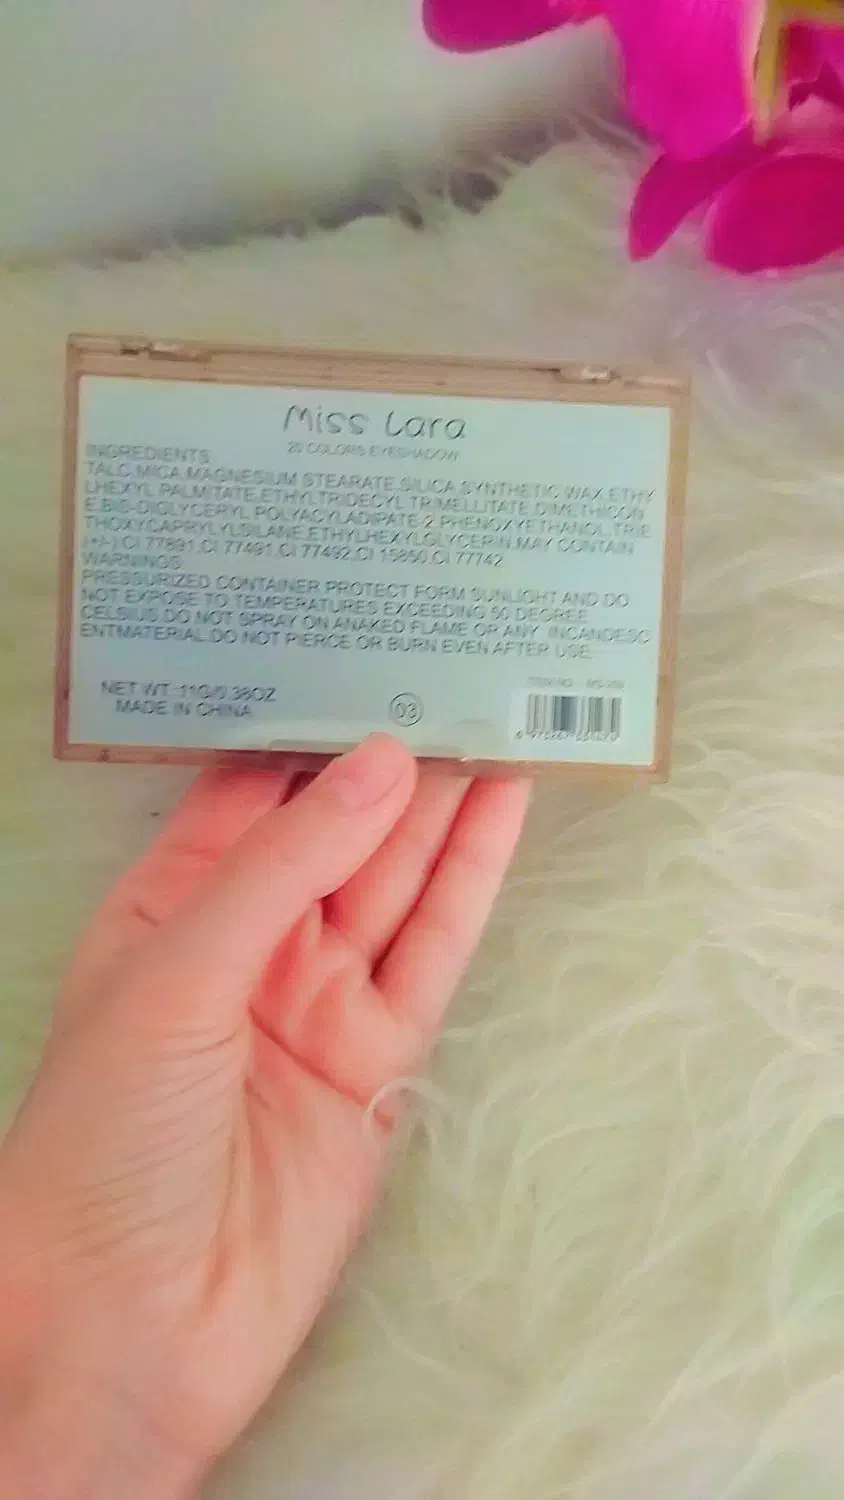 Miss Lara
20 COLORS EYESHADOW
INGREDIENTS
TALC,MICA,MAGNESIUM STEARATE,SILICA,SYNTHETIC WAX,ETHY
LHEXYL PALMITATE,ETHYLTRIDECYL TRIMELLITATE,DIMETHICON
E,BIS-DIGLYCERYL POLYACYLADIPATE-2 PHENOXYETHANOL,TRIE
THOXYCAPRYLYLSILANE,ETHYLHEXYLGLYCERIN,MAY CONTAIN
(+/-):CI 77891,CI 77491,CI 77492,CI 15850,CI 77742
WARNINGS:
PRESSURIZED CONTAINER PROTECT FORM SUNLIGHT AND DO
NOT EXPOSE TO TEMPERATURES EXCEEDING 50 DEGREE
CELSIUS.DO NOT SPRAY ON ANAKED FLAME OR ANY INCANDESC
ENTMATERIAL.DO NOT PIERCE OR BURN EVEN AFTER USE.
NET WT.:11G/0.38OZ
MADE IN CHINA
03
ITEM NO